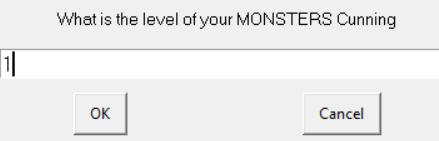 What is the level of your MONSTERS Cunning
1
OK
Cancel